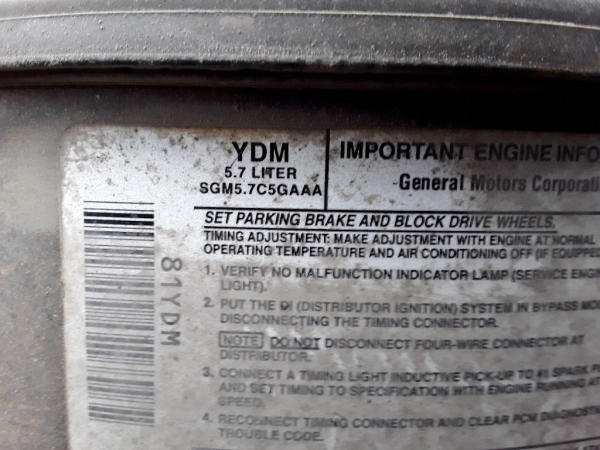 YDM
5.7 LITER
SGM5.7C5GAAA
IMPORTANT ENGINE INFO
General Motors Corporati
SET PARKING BRAKE AND BLOCK DRIVE WHEELS.
TIMING ADJUSTMENT: MAKE ADJUSTMENT WITH ENGINE AT NORMAL
OPERATING TEMPERATURE AND AIR CONDITIONING OFF (IF EQUIPPED
1. VERIFY NO MALFUNCTION INDICATOR LAMP (SERVICE ENGIN
LIGHT).
2. PUT THE DI (DISTRIBUTOR IGNITION) SYSTEM IN BYPASS MO
DISCONNECTING THE TIMING CONNECTOR.
NOTE DO NOT DISCONNECT FOUR-WIRE CONNECTOR AT
DISTRIBUTOR.
3. CONNECT A TIMING LIGHT INDUCTIVE PICK-UP TO #1 SPARK P
AND SET TIMING TO SPECIFICATION WITH ENGINE RUNNING AT
SPEED.
4. RECONNECT TIMING CONNECTOR AND CLEAR PCM DIAGNOSTI
TROUBLE CODE.
81YDM